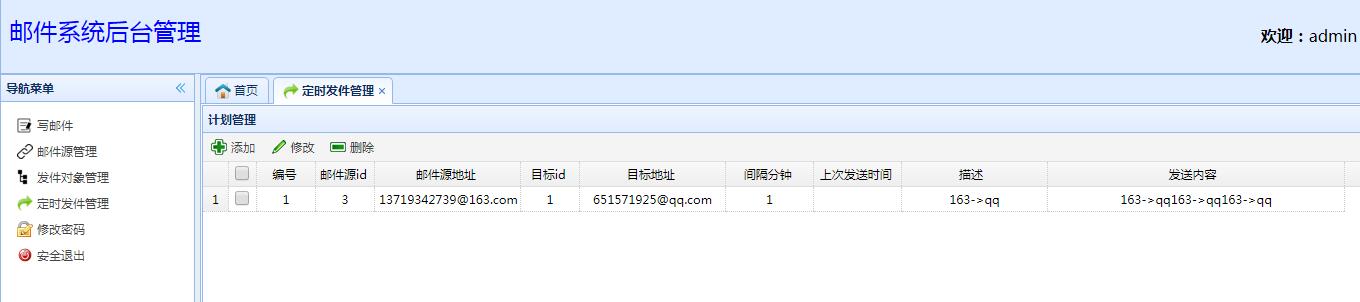 邮件系统后台管理
欢迎：admin
导航菜单
写邮件
邮件源管理
发件对象管理
定时发件管理
修改密码
安全退出
首页 定时发件管理
计划管理
添加 修改 删除
编号 邮件源id 邮件源地址 目标id 目标地址 间隔分钟 上次发送时间 描述 发送内容
1 1 3 13719342739@163.com 1 651571925@qq.com 1 163->qq 163->qq163->qq163->qq